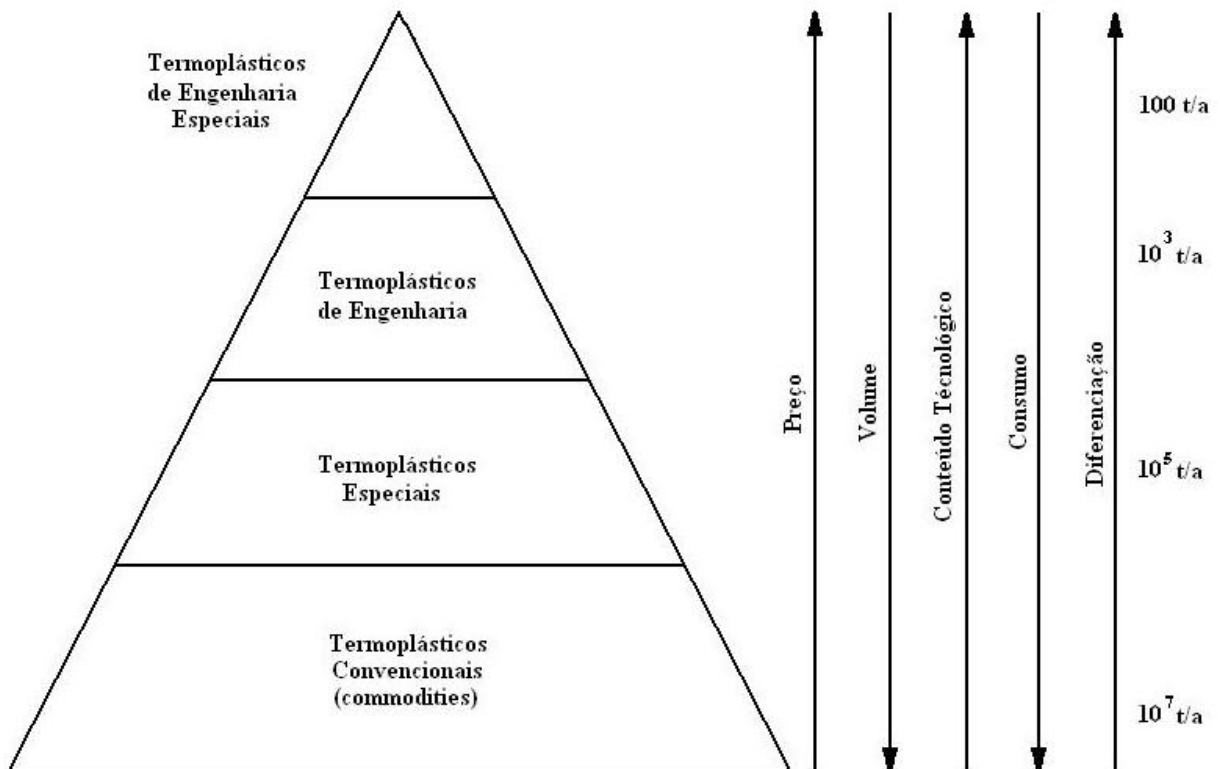 Termoplásticos
de Engenharia
Especiais
Termoplásticos
de Engenharia
Termoplásticos
Especiais
Termoplásticos
Convencionais
(commodities)
Preço
Volume
Conteúdo Técnológico
Consumo
Diferenciação
100 t/a
10³ t/a
10⁵ t/a
10⁷ t/a